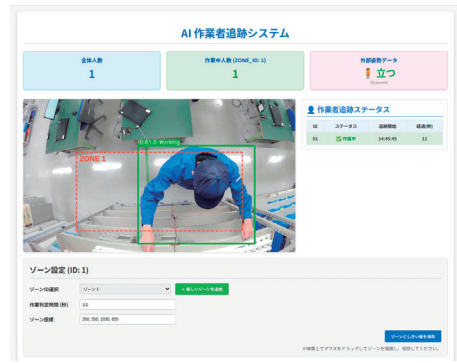 AI 作業者追跡システム
全体人数
1
作業中人数 (ZONE_ID: 1)
1
外部姿勢データ
立つ
ID:61.0 Working
ZONE 1
作業者追跡ステータス
ID ステータス 追跡開始 経過(秒)
61 作業中 14:45:45 11
ゾーン設定 (ID: 1)
ゾーンID選択 ゾーン 1 + 新しいゾーンを追加
作業判定時間 (秒) 2.0
ゾーン座標 250, 250, 1000, 620
ゾーンとしきい値を保存
※映像上でマウスをドラッグしてゾーンを描画し、保存してください。